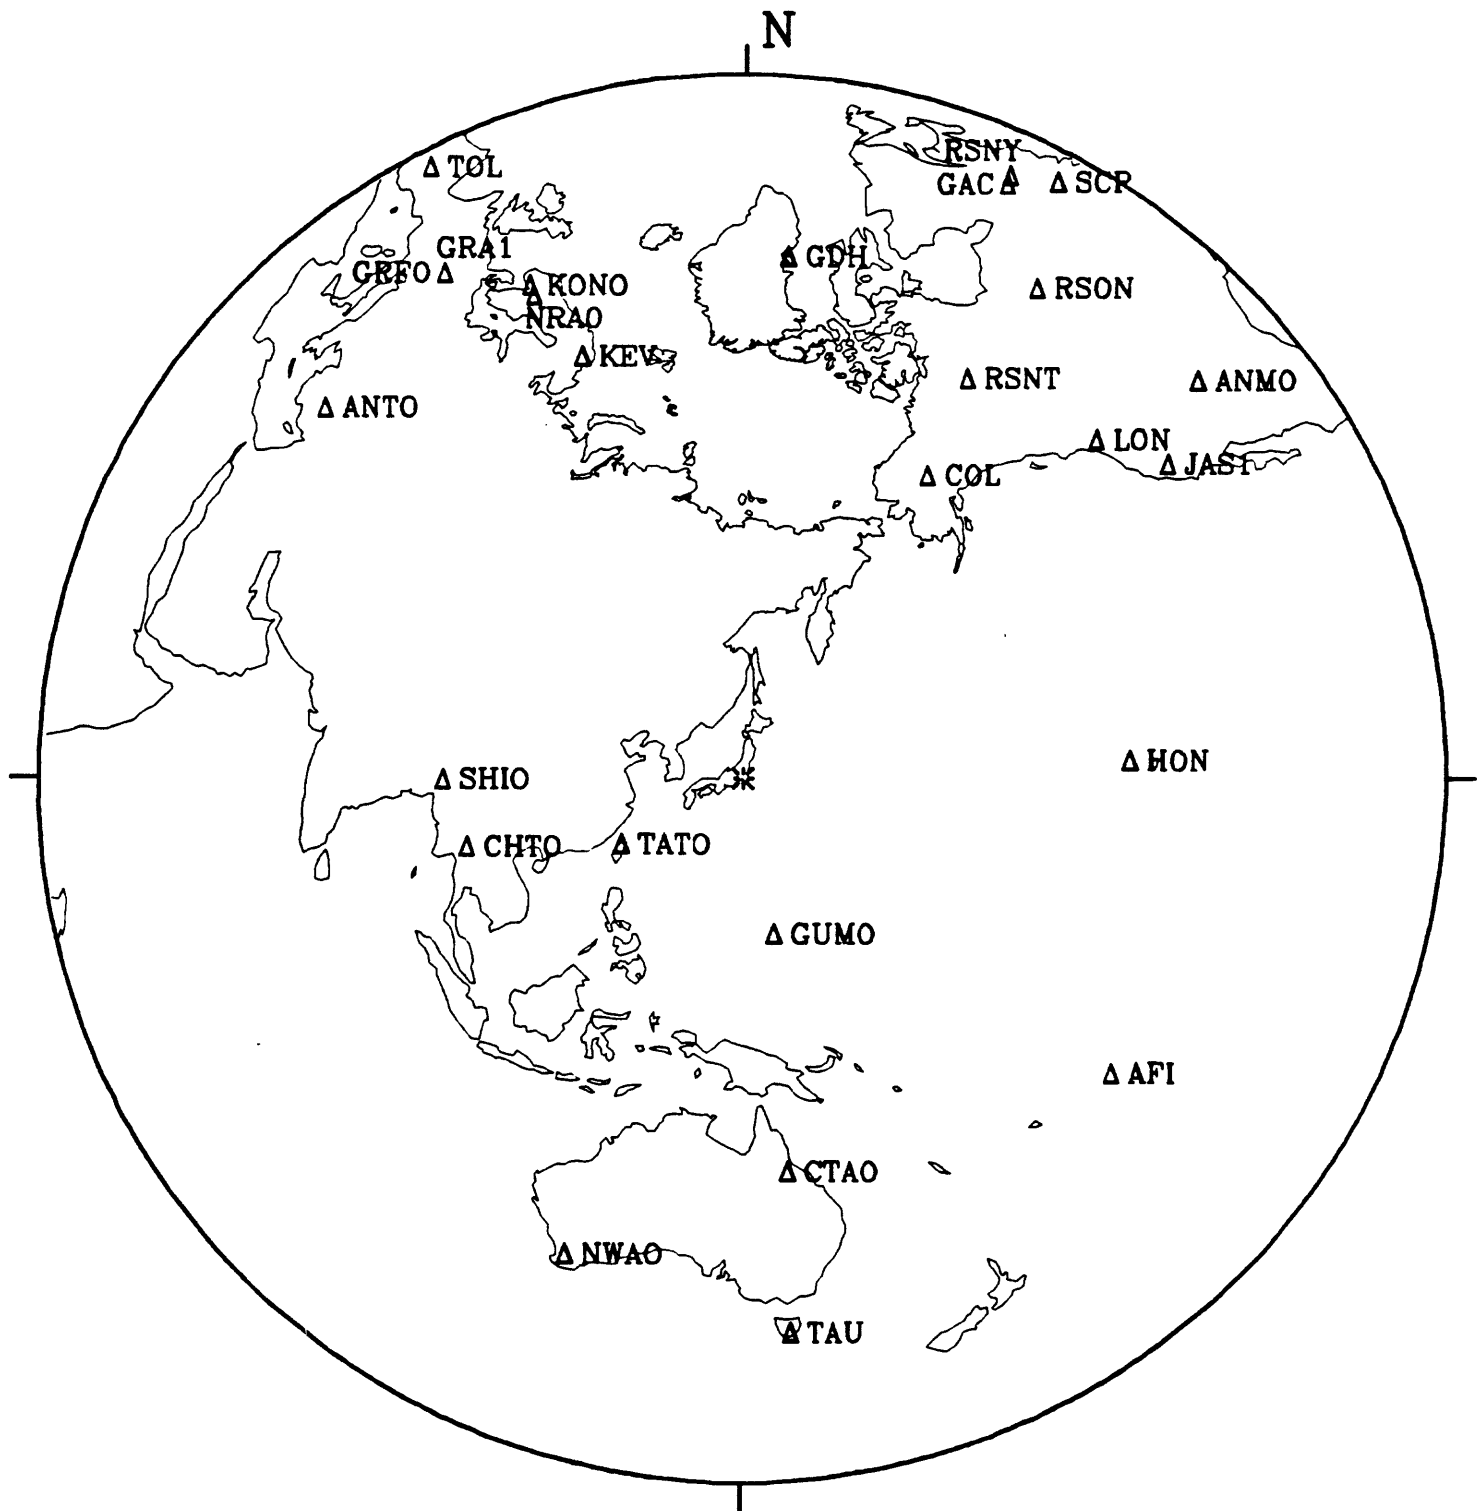 N
RSNY
TOL
GAC
SCP
GRA1
GDH
GRFO
KONO
RSON
NRAO
KEV
RSNT
ANMO
ANTO
LON
JAS1
COL
HON
SHIO
CHTO
TATO
GUMO
AFI
CTAO
NWAO
TAU